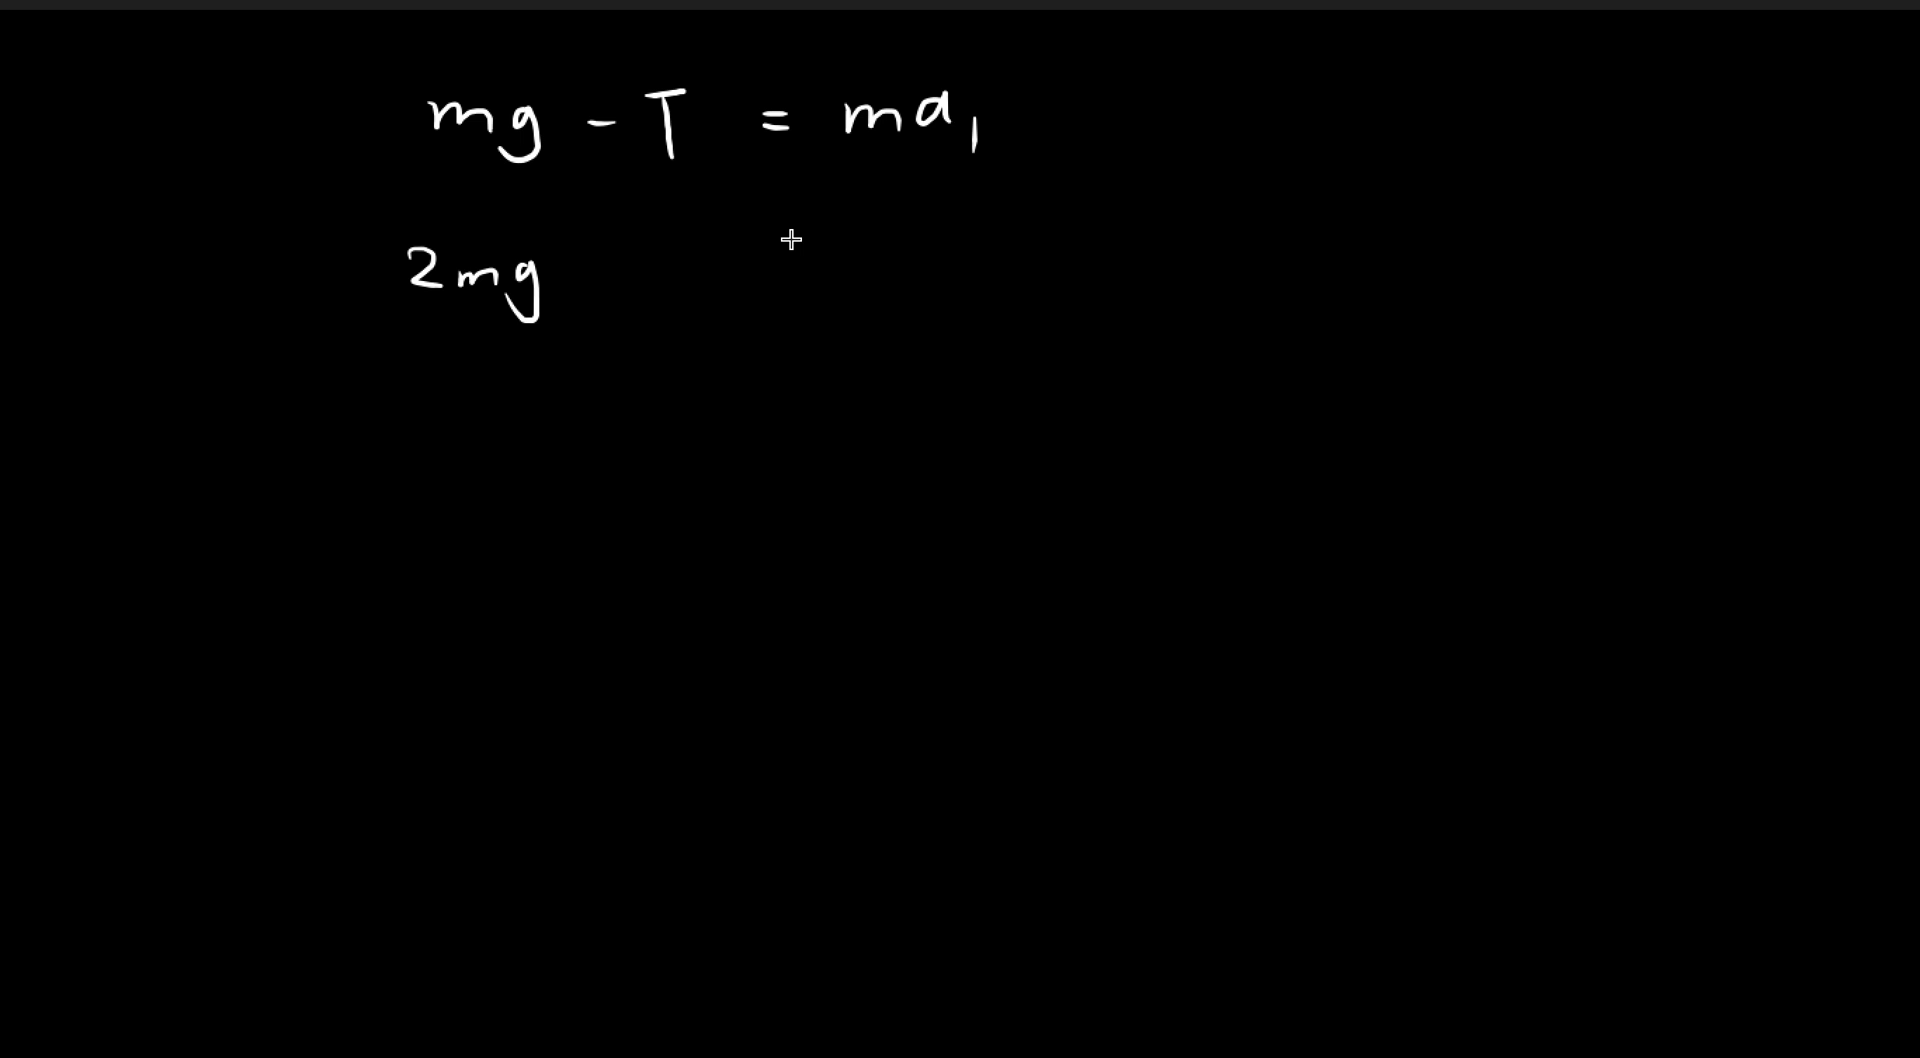 mg - T = ma₁
2mg